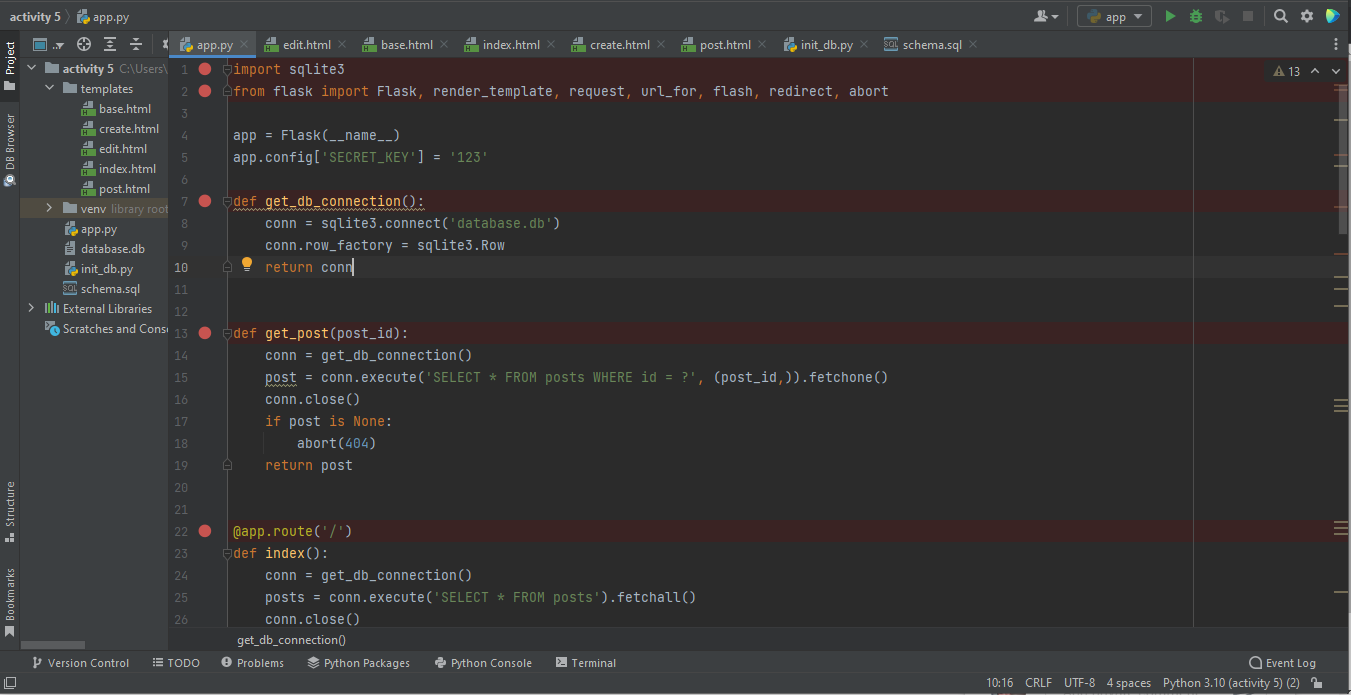 activity 5
app.py
app
Project
DB Browser
Structure
Bookmarks
app.py
edit.html
base.html
index.html
create.html
post.html
init_db.py
schema.sql
activity 5 C:\Users\
templates
base.html
create.html
edit.html
index.html
post.html
venv library root
app.py
database.db
init_db.py
schema.sql
External Libraries
Scratches and Conso
13
1 import sqlite3
2 from flask import Flask, render_template, request, url_for, flash, redirect, abort
3
4 app = Flask(__name__)
5 app.config['SECRET_KEY'] = '123'
6
7 def get_db_connection():
8 conn = sqlite3.connect('database.db')
9 conn.row_factory = sqlite3.Row
10 return conn
11
12
13 def get_post(post_id):
14 conn = get_db_connection()
15 post = conn.execute('SELECT * FROM posts WHERE id = ?', (post_id,)).fetchone()
16 conn.close()
17 if post is None:
18 abort(404)
19 return post
20
21
22 @app.route('/')
23 def index():
24 conn = get_db_connection()
25 posts = conn.execute('SELECT * FROM posts').fetchall()
26 conn.close()
get_db_connection()
Version Control
TODO
Problems
Python Packages
Python Console
Terminal
Event Log
10:16 CRLF UTF-8 4 spaces Python 3.10 (activity 5) (2)